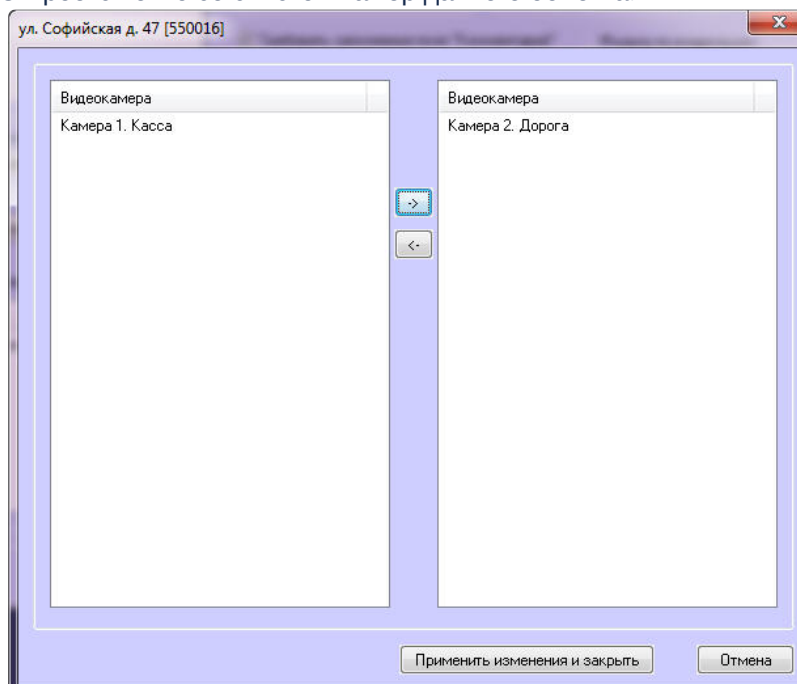 ул. Софийская д. 47 [550016]
Видеокамера
Камера 1. Касса
Видеокамера
Камера 2. Дорога
->
<-
Применить изменения и закрыть
Отмена